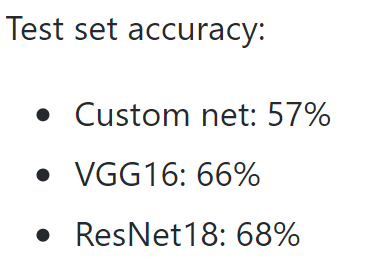 Test set accuracy:
• Custom net: 57%
• VGG16: 66%
• ResNet18: 68%